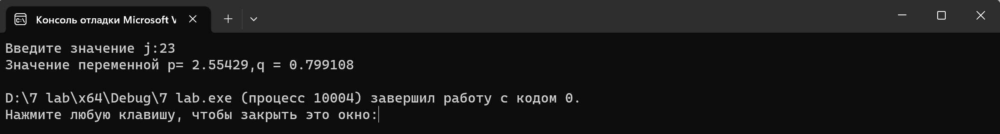 Консоль отладки Microsoft V
Введите значение j:23
Значение переменной p= 2.55429,q = 0.799108
D:\7 lab\x64\Debug\7 lab.exe (процесс 10004) завершил работу с кодом 0.
Нажмите любую клавишу, чтобы закрыть это окно: